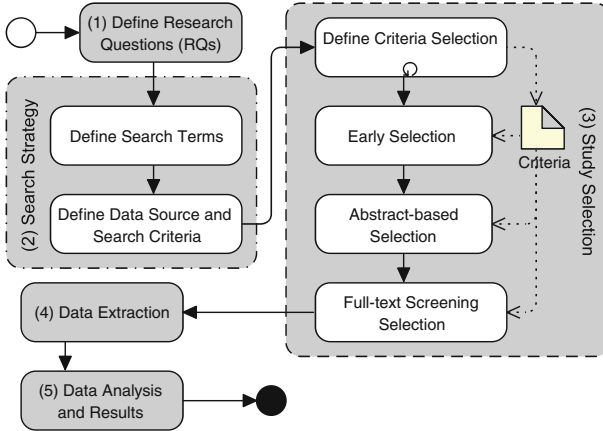 (1) Define Research
Questions (RQs)
(2) Search Strategy
Define Search Terms
Define Data Source and
Search Criteria
(3) Study Selection
Define Criteria Selection
Criteria
Early Selection
Abstract-based
Selection
Full-text Screening
Selection
(4) Data Extraction
(5) Data Analysis
and Results